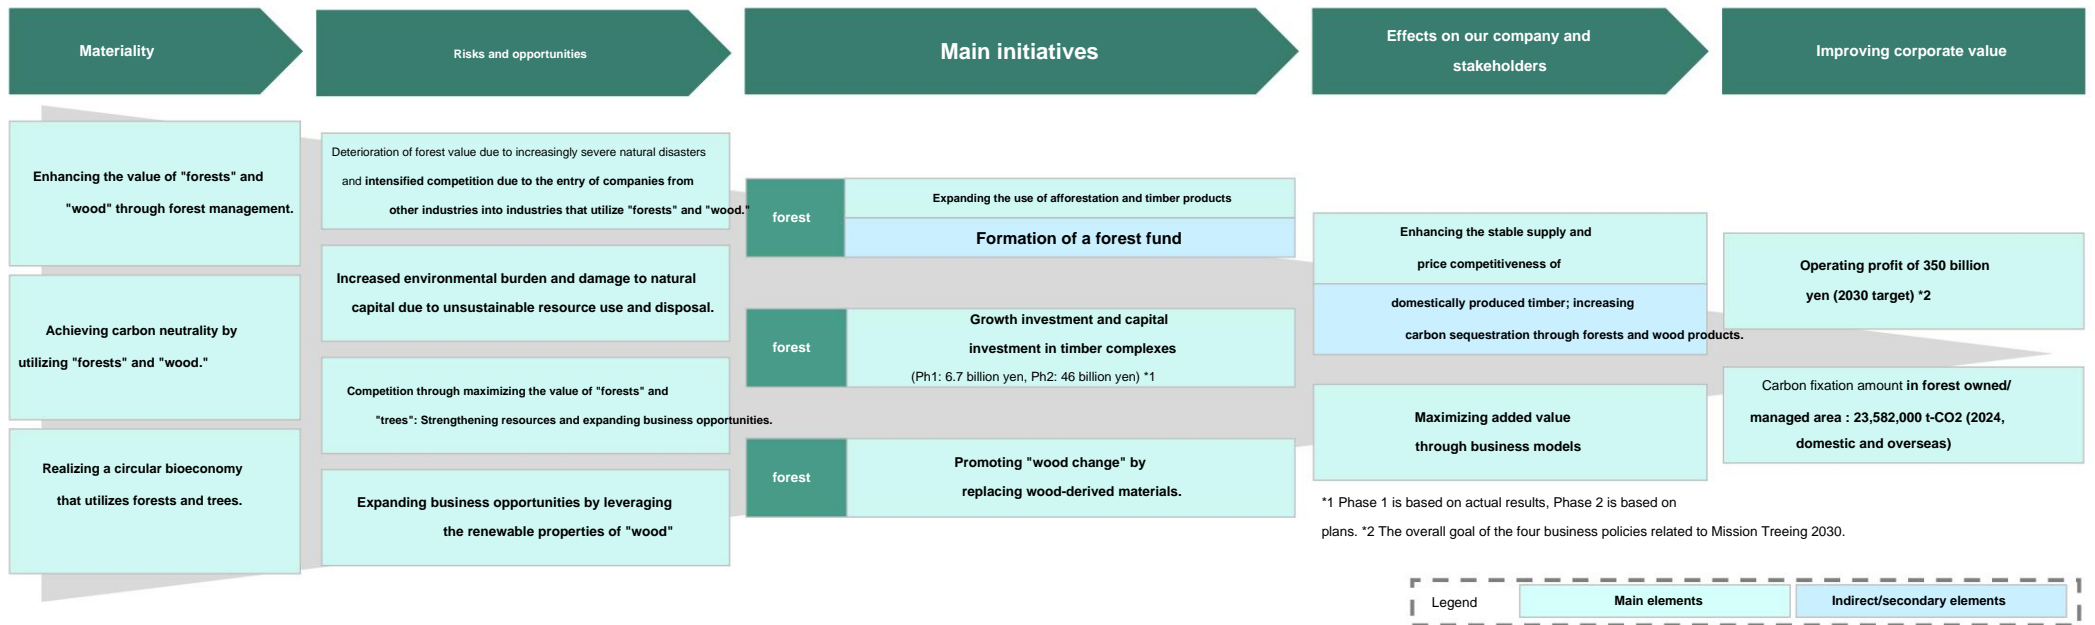 Materiality
Risks and opportunities
Main initiatives
Effects on our company and
stakeholders
Improving corporate value
Enhancing the value of "forests" and
"wood" through forest management.
Achieving carbon neutrality by
utilizing "forests" and "wood."
Realizing a circular bioeconomy
that utilizes forests and trees.
Deterioration of forest value due to increasingly severe natural disasters
and intensified competition due to the entry of companies from
other industries into industries that utilize "forests" and "wood."
Increased environmental burden and damage to natural
capital due to unsustainable resource use and disposal.
Competition through maximizing the value of "forests" and
"trees": Strengthening resources and expanding business opportunities.
Expanding business opportunities by leveraging
the renewable properties of "wood"
forest
Expanding the use of afforestation and timber products
Formation of a forest fund
forest
Growth investment and capital
investment in timber complexes
(Ph1: 6.7 billion yen, Ph2: 46 billion yen) *1
forest
Promoting "wood change" by
replacing wood-derived materials.
Enhancing the stable supply and
price competitiveness of
domestically produced timber; increasing
carbon sequestration through forests and wood products.
Maximizing added value
through business models
Operating profit of 350 billion
yen (2030 target) *2
Carbon fixation amount in forest owned/
managed area : 23,582,000 t-CO2 (2024,
domestic and overseas)
*1 Phase 1 is based on actual results, Phase 2 is based on
plans. *2 The overall goal of the four business policies related to Mission Treeing 2030.
Legend
Main elements
Indirect/secondary elements